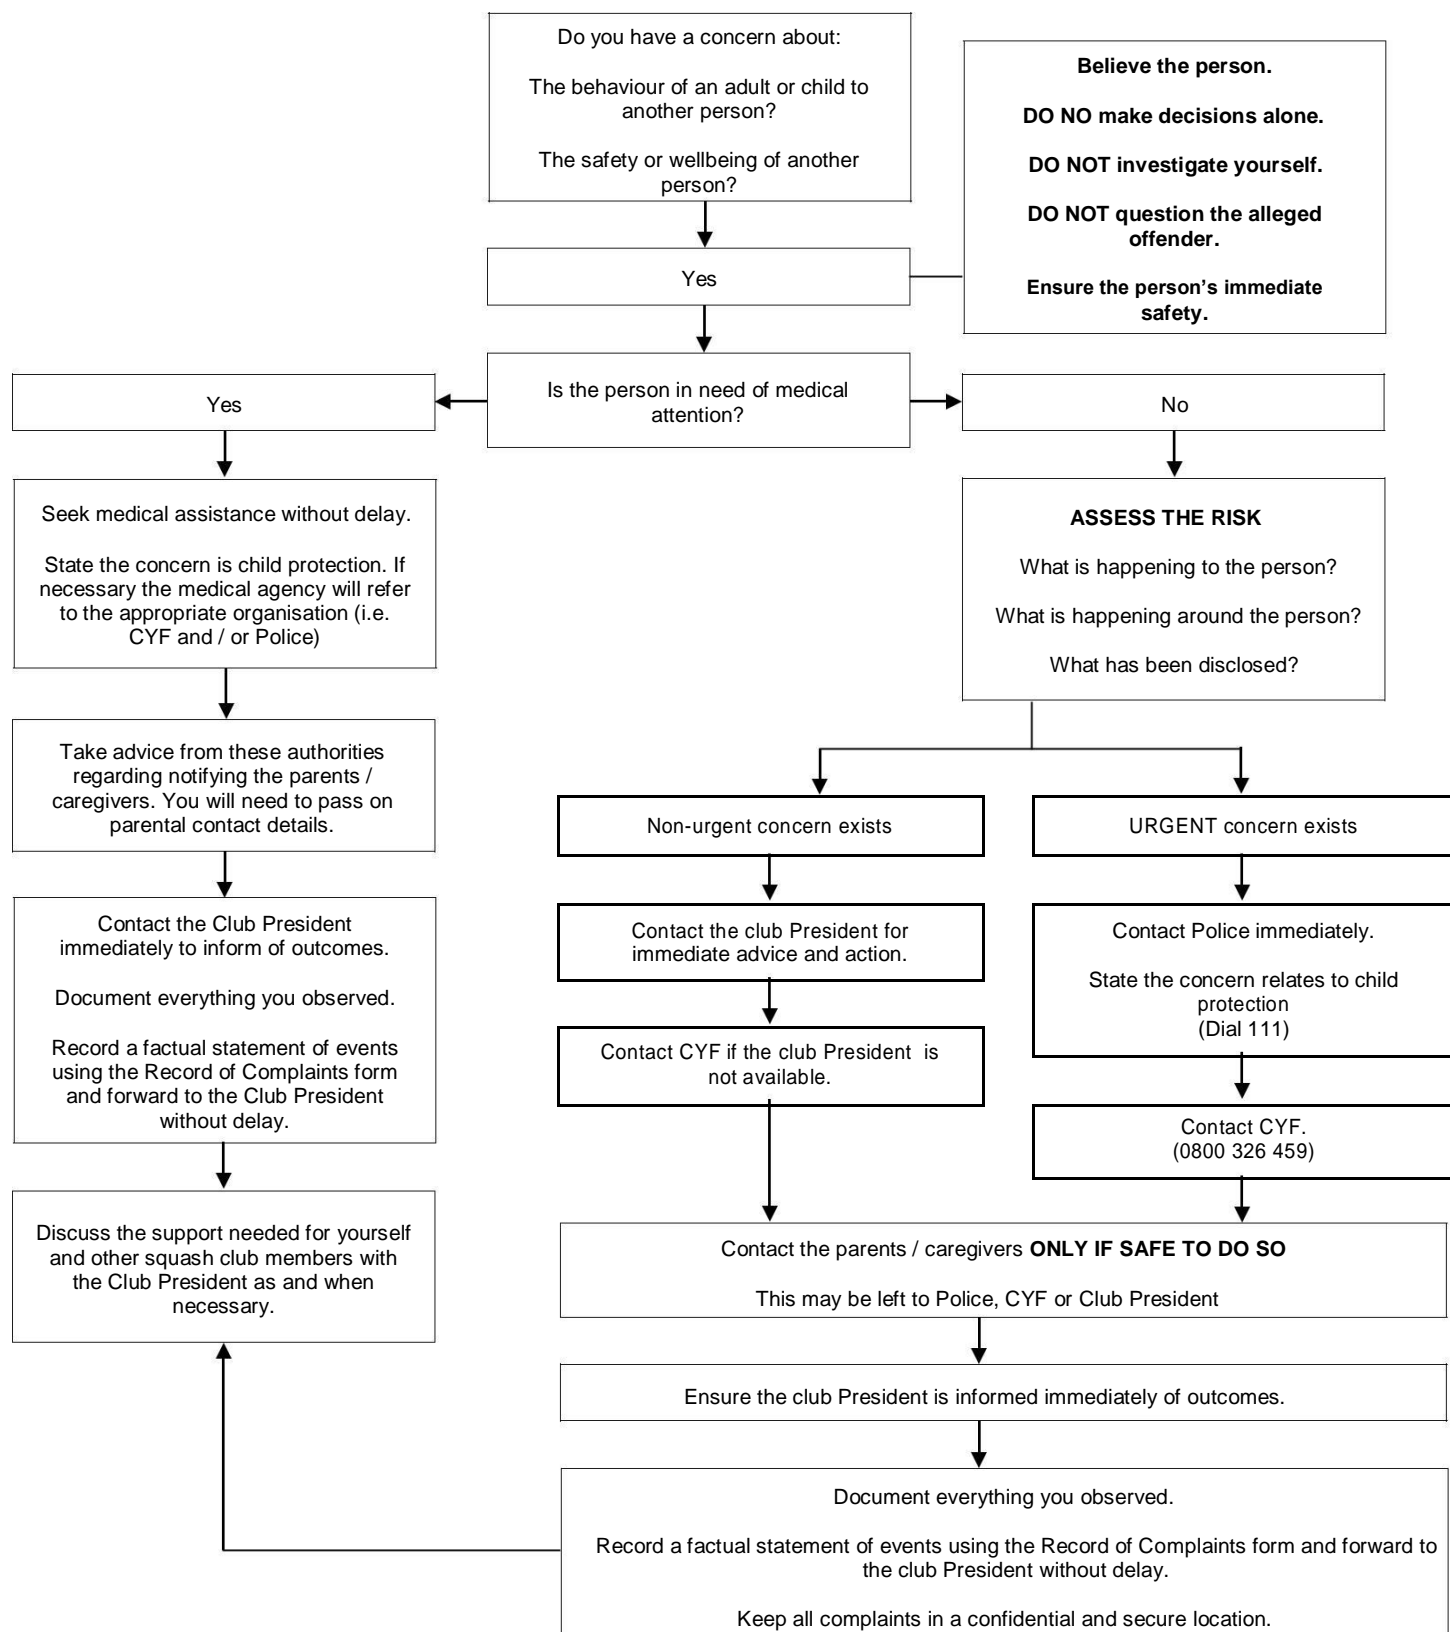 Do you have a concern about:
The behaviour of an adult or child to
another person?
The safety or wellbeing of another
person?
Believe the person.
DO NO make decisions alone.
DO NOT investigate yourself.
DO NOT question the alleged
offender.
Ensure the person's immediate
safety.
Yes
Is the person in need of medical
attention?
Yes
No
Seek medical assistance without delay.
State the concern is child protection. If
necessary the medical agency will refer
to the appropriate organisation (i.e.
CYF and / or Police)
ASSESS THE RISK
What is happening to the person?
What is happening around the person?
What has been disclosed?
Take advice from these authorities
regarding notifying the parents /
caregivers. You will need to pass on
parental contact details.
Non-urgent concern exists
URGENT concern exists
Contact the Club President
immediately to inform of outcomes.
Document everything you observed.
Record a factual statement of events
using the Record of Complaints form
and forward to the Club President
without delay.
Contact the club President for
immediate advice and action.
Contact Police immediately.
State the concern relates to child
protection
(Dial 111)
Contact CYF if the club President is
not available.
Contact CYF.
(0800 326 459)
Discuss the support needed for yourself
and other squash club members with
the Club President as and when
necessary.
Contact the parents / caregivers ONLY IF SAFE TO DO SO
This may be left to Police, CYF or Club President
Ensure the club President is informed immediately of outcomes.
Document everything you observed.
Record a factual statement of events using the Record of Complaints form and forward to
the club President without delay.
Keep all complaints in a confidential and secure location.